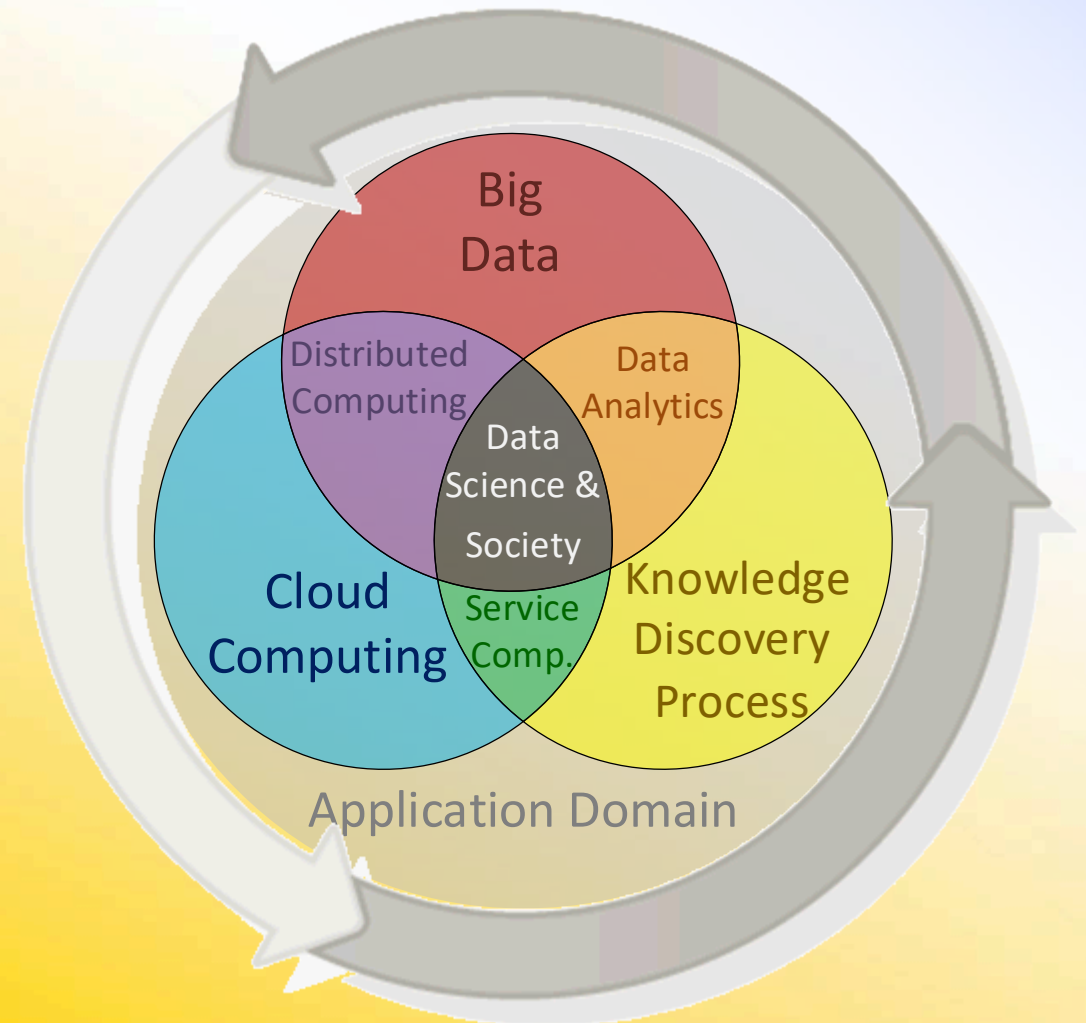 Big
Data
Distributed
Computing
Data
Analytics
Data
Science &
Society
Cloud
Computing
Service
Comp.
Knowledge
Discovery
Process
Application Domain